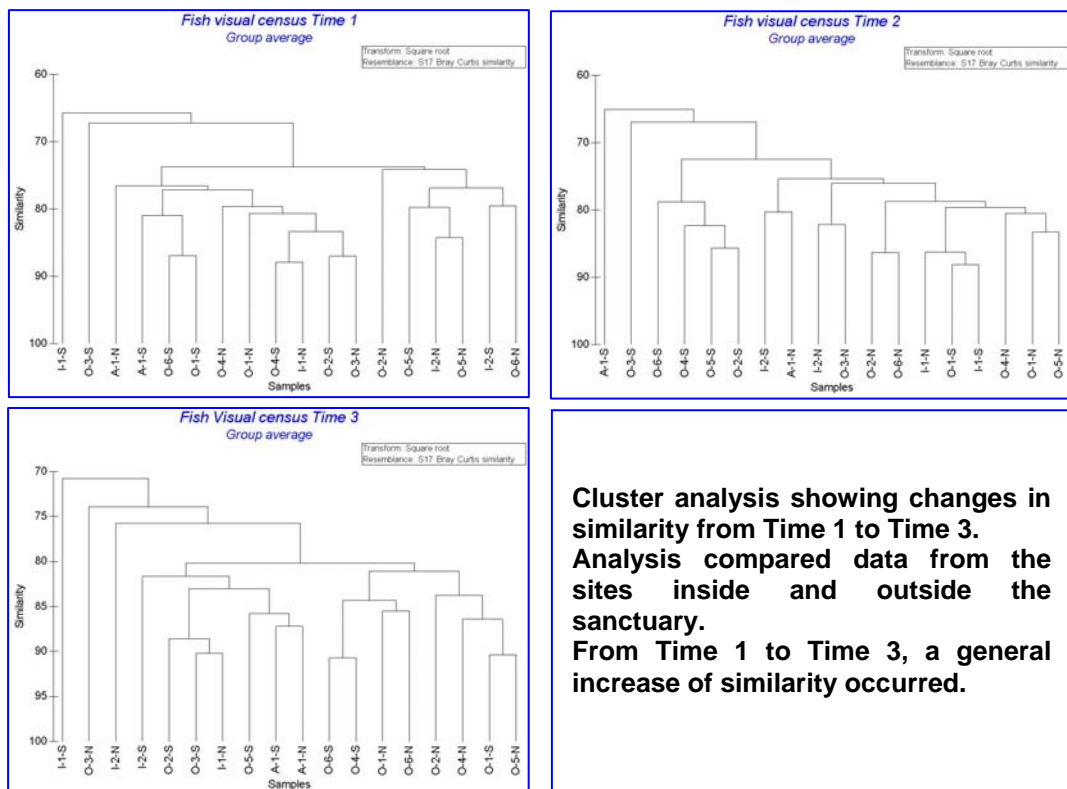 Fish visual census Time 1
Group average
Transform: Square root
Resemblance: S17 Bray Curtis similarity
60
70
80
90
100
Similarity
I-1-S
O-3-S
A-1-N
A-1-S
O-6-S
O-1-S
O-4-N
O-1-N
O-4-S
I-1-N
O-2-S
O-3-N
O-2-N
O-5-S
I-2-N
O-5-N
I-2-S
O-6-N
Samples
Fish visual census Time 2
Group average
Transform: Square root
Resemblance: S17 Bray Curtis similarity
60
70
80
90
100
Similarity
A-1-S
O-3-S
O-6-S
O-4-S
O-5-S
O-2-S
I-2-S
A-1-N
I-2-N
O-3-N
O-2-N
O-6-N
I-1-N
O-1-S
I-1-S
O-4-N
O-1-N
O-5-N
Samples
Fish Visual census Time 3
Group average
Transform: Square root
Resemblance: S17 Bray Curtis similarity
70
75
80
85
90
95
100
Similarity
I-1-S
O-3-N
I-2-N
I-2-S
O-2-S
O-3-S
I-1-N
O-5-S
A-1-S
A-1-N
O-6-S
O-4-S
O-1-N
O-6-N
O-2-N
O-4-N
O-1-S
O-5-N
Samples
Cluster analysis showing changes in
similarity from Time 1 to Time 3.
Analysis compared data from the
sites inside and outside the
sanctuary.
From Time 1 to Time 3, a general
increase of similarity occurred.